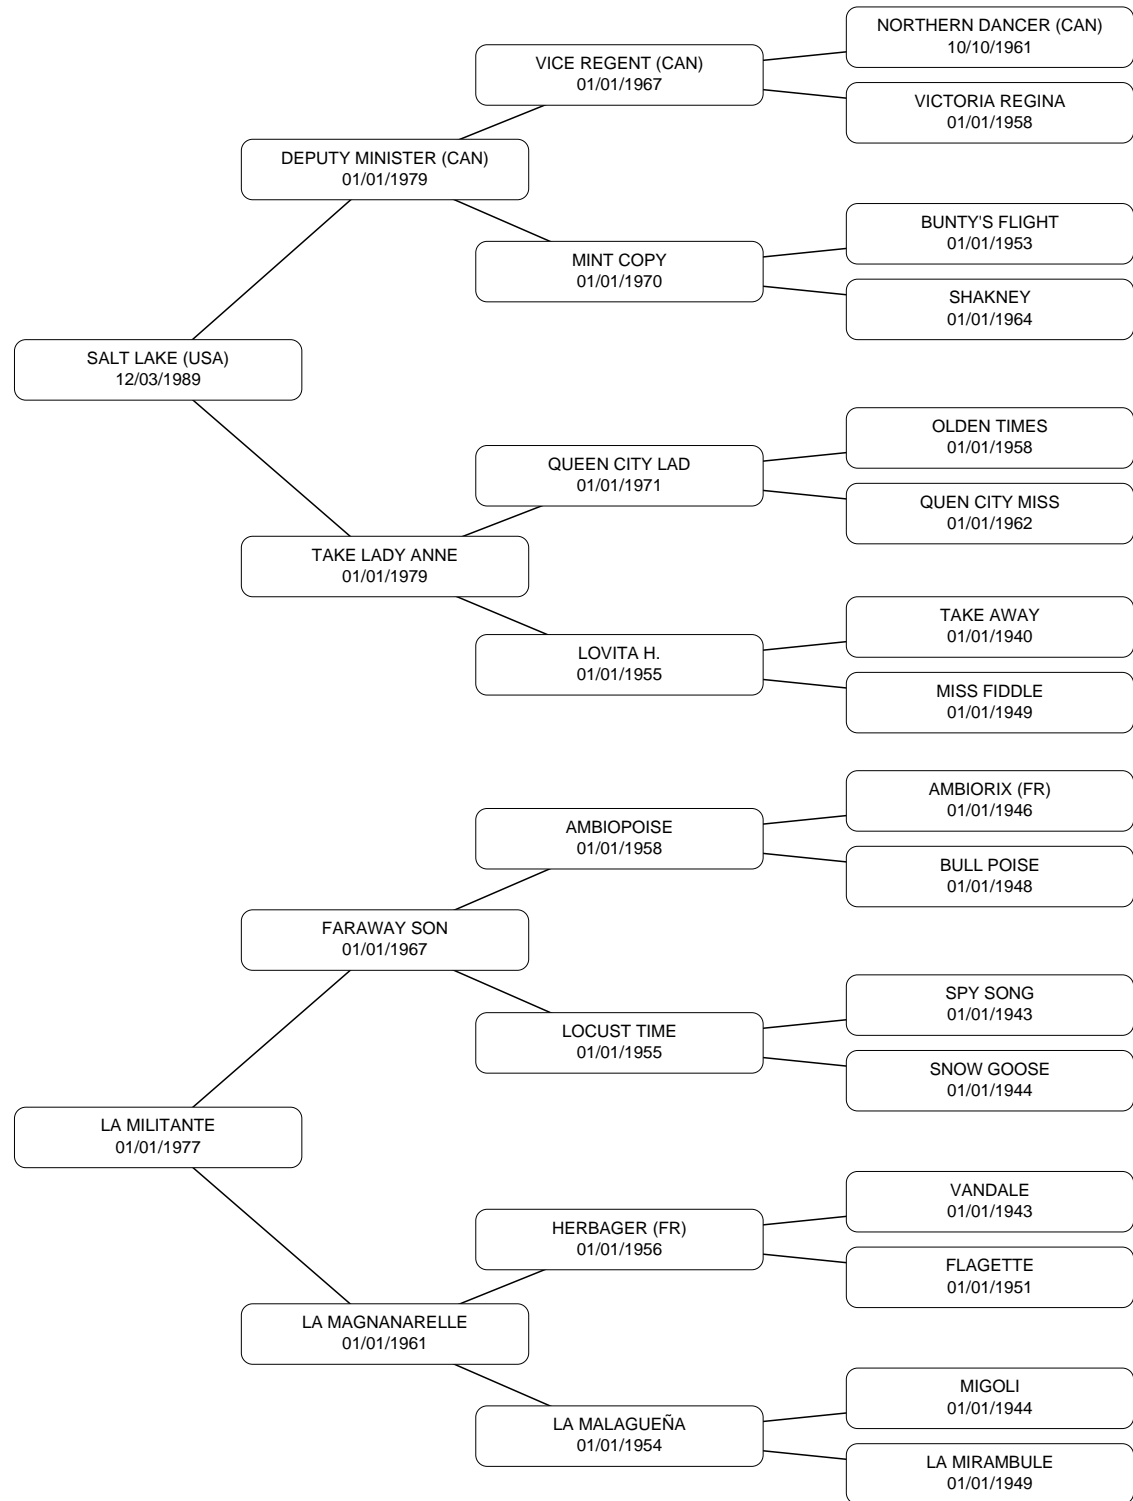 NORTHERN DANCER (CAN)
10/10/1961
VICE REGENT (CAN)
01/01/1967
VICTORIA REGINA
01/01/1958
DEPUTY MINISTER (CAN)
01/01/1979
BUNTY'S FLIGHT
01/01/1953
MINT COPY
01/01/1970
SHAKNEY
01/01/1964
SALT LAKE (USA)
12/03/1989
OLDEN TIMES
01/01/1958
QUEEN CITY LAD
01/01/1971
QUEN CITY MISS
01/01/1962
TAKE LADY ANNE
01/01/1979
TAKE AWAY
01/01/1940
LOVITA H.
01/01/1955
MISS FIDDLE
01/01/1949
AMBIORIX (FR)
01/01/1946
AMBIOPOISE
01/01/1958
BULL POISE
01/01/1948
FARAWAY SON
01/01/1967
SPY SONG
01/01/1943
LOCUST TIME
01/01/1955
SNOW GOOSE
01/01/1944
LA MILITANTE
01/01/1977
VANDALE
01/01/1943
HERBAGER (FR)
01/01/1956
FLAGETTE
01/01/1951
LA MAGNANARELLE
01/01/1961
MIGOLI
01/01/1944
LA MALAGUEÑA
01/01/1954
LA MIRAMBULE
01/01/1949